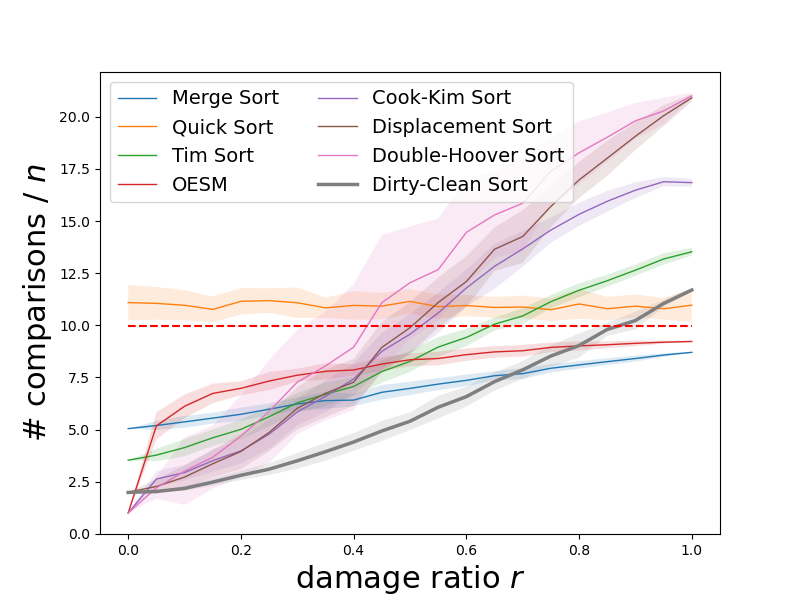 Merge Sort
Quick Sort
Tim Sort
OESM
Cook-Kim Sort
Displacement Sort
Double-Hoover Sort
Dirty-Clean Sort
# comparisons / n
20.0
17.5
15.0
12.5
10.0
7.5
5.0
2.5
0.0
0.0 0.2 0.4 0.6 0.8 1.0
damage ratio r